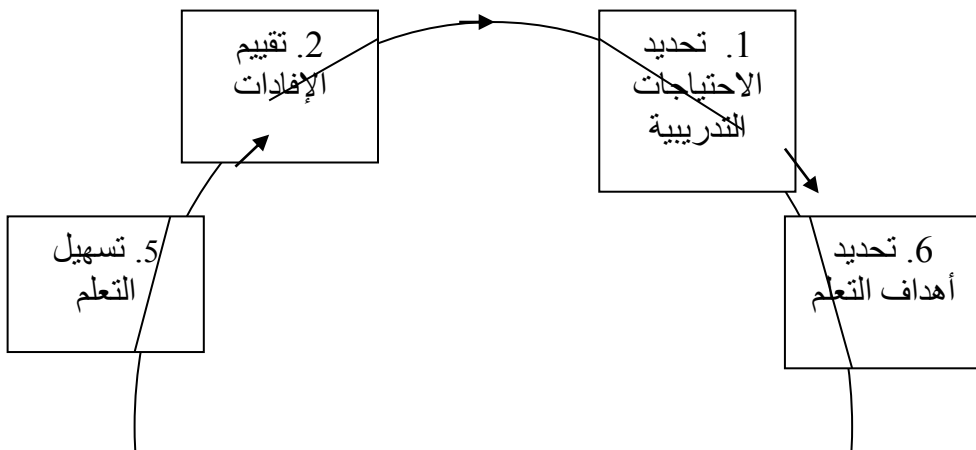 1. تحديد
الاحتياجات
التدريبية
2. تقييم
الإفادات
6. تحديد
أهداف التعلم
5. تسهيل
التعلم